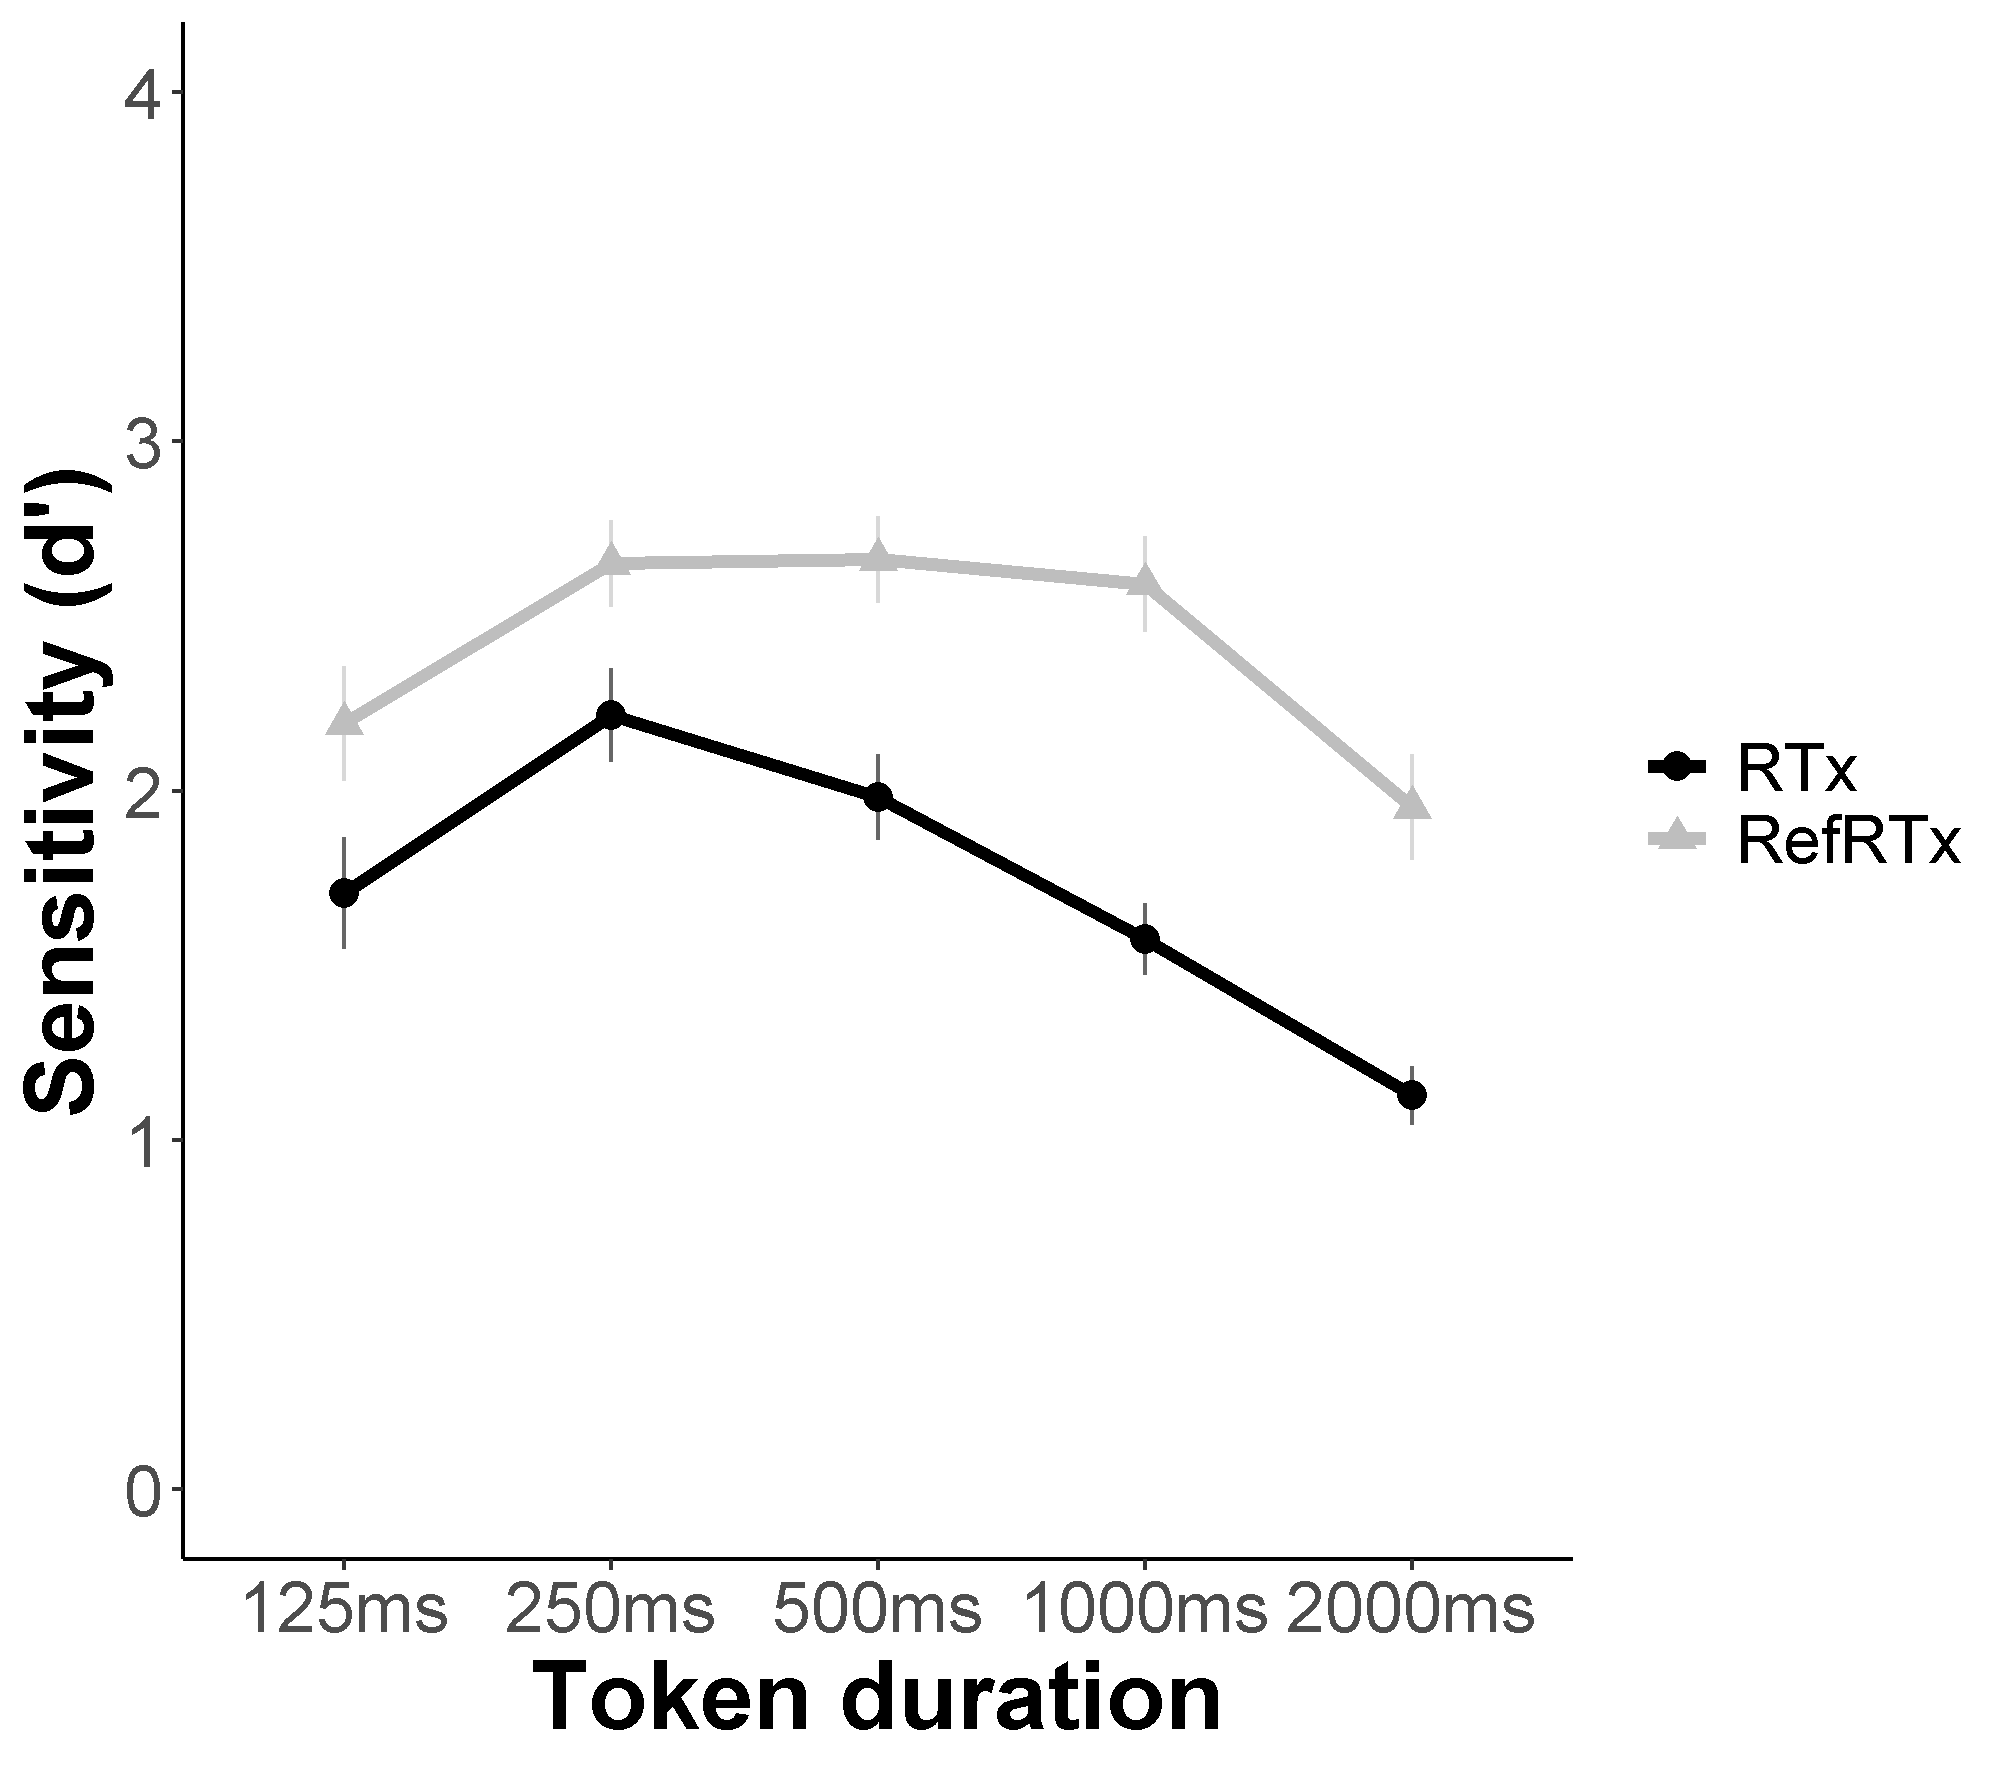 Sensitivity (d')
4
3
2
1
0
125ms 250ms 500ms 1000ms 2000ms
Token duration
RTx
RefRTx